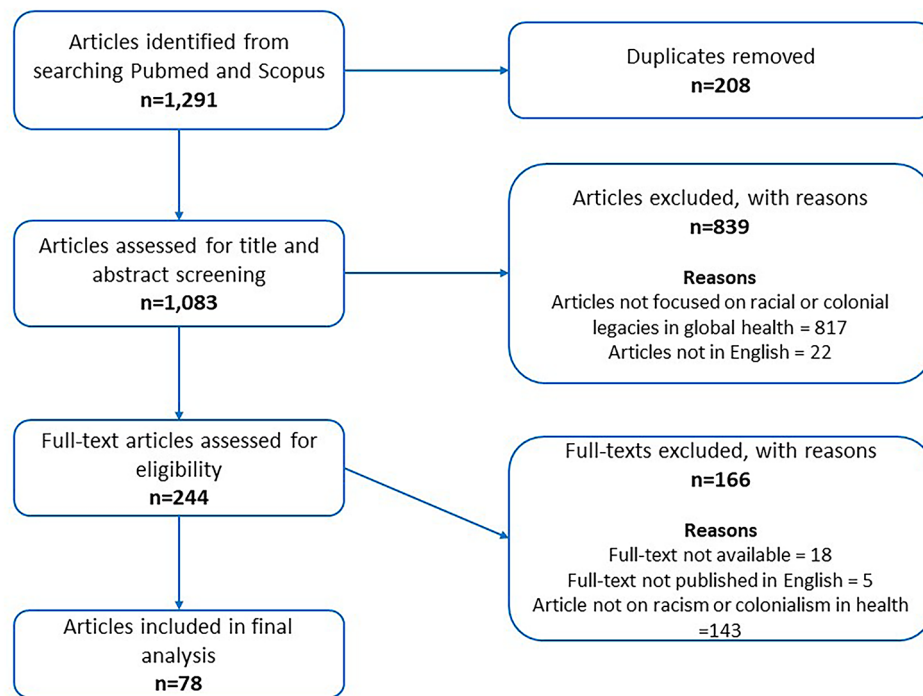 Articles identified from
searching Pubmed and Scopus
n=1,291
Duplicates removed
n=208
Articles assessed for title and
abstract screening
n=1,083
Articles excluded, with reasons
n=839
Reasons
Articles not focused on racial or colonial
legacies in global health = 817
Articles not in English = 22
Full-text articles assessed for
eligibility
n=244
Full-texts excluded, with reasons
n=166
Reasons
Full-text not available = 18
Full-text not published in English = 5
Article not on racism or colonialism in health
=143
Articles included in final
analysis
n=78